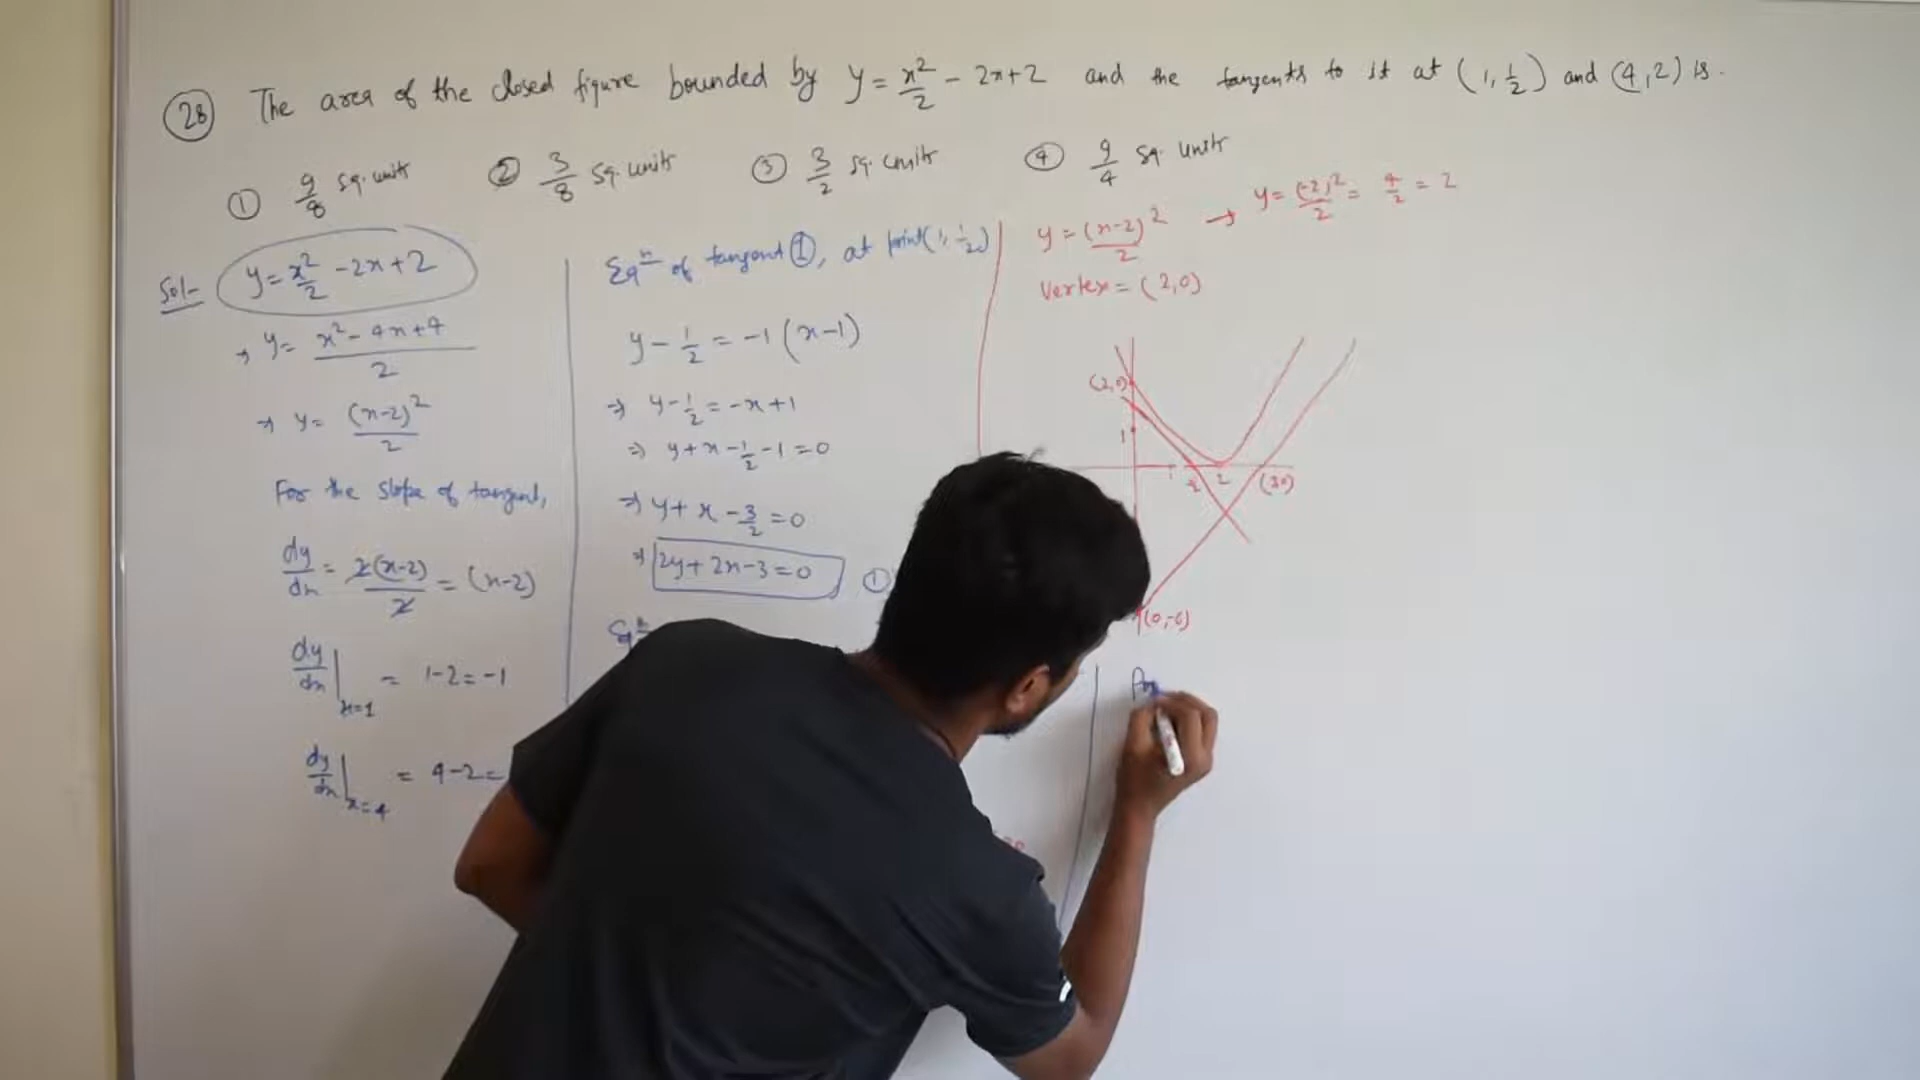 28 The area of the closed figure bounded by y = x²/2 - 2x+2 and the tangents to it at (1, 1/2) and (4,2) is.
① 9/8 sq. units ② 3/8 sq. units ③ 3/2 sq. units ④ 9/4 sq. units
Sol- y = x²/2 - 2x + 2
→ y = x² - 4x + 4 / 2
→ y = (x-2)² / 2
For the slope of tangent,
dy/dx = 2(x-2)/2 = (x-2)
dy/dx | x=1 = 1-2 = -1
dy/dx | x=4 = 4-2 =
Eqn of tangent ①, at point (1, 1/2)
y - 1/2 = -1 (x-1)
⇒ y - 1/2 = -x+1
⇒ y+x - 1/2 - 1 = 0
⇒ y + x - 3/2 = 0
⇒ 2y + 2x - 3 = 0 ①
y = (x-2)²/2 → y = (-2)²/2 = 4/2 = 2
Vertex = (2,0)
(2,0)
1
1 2
(30)
(0,-6)